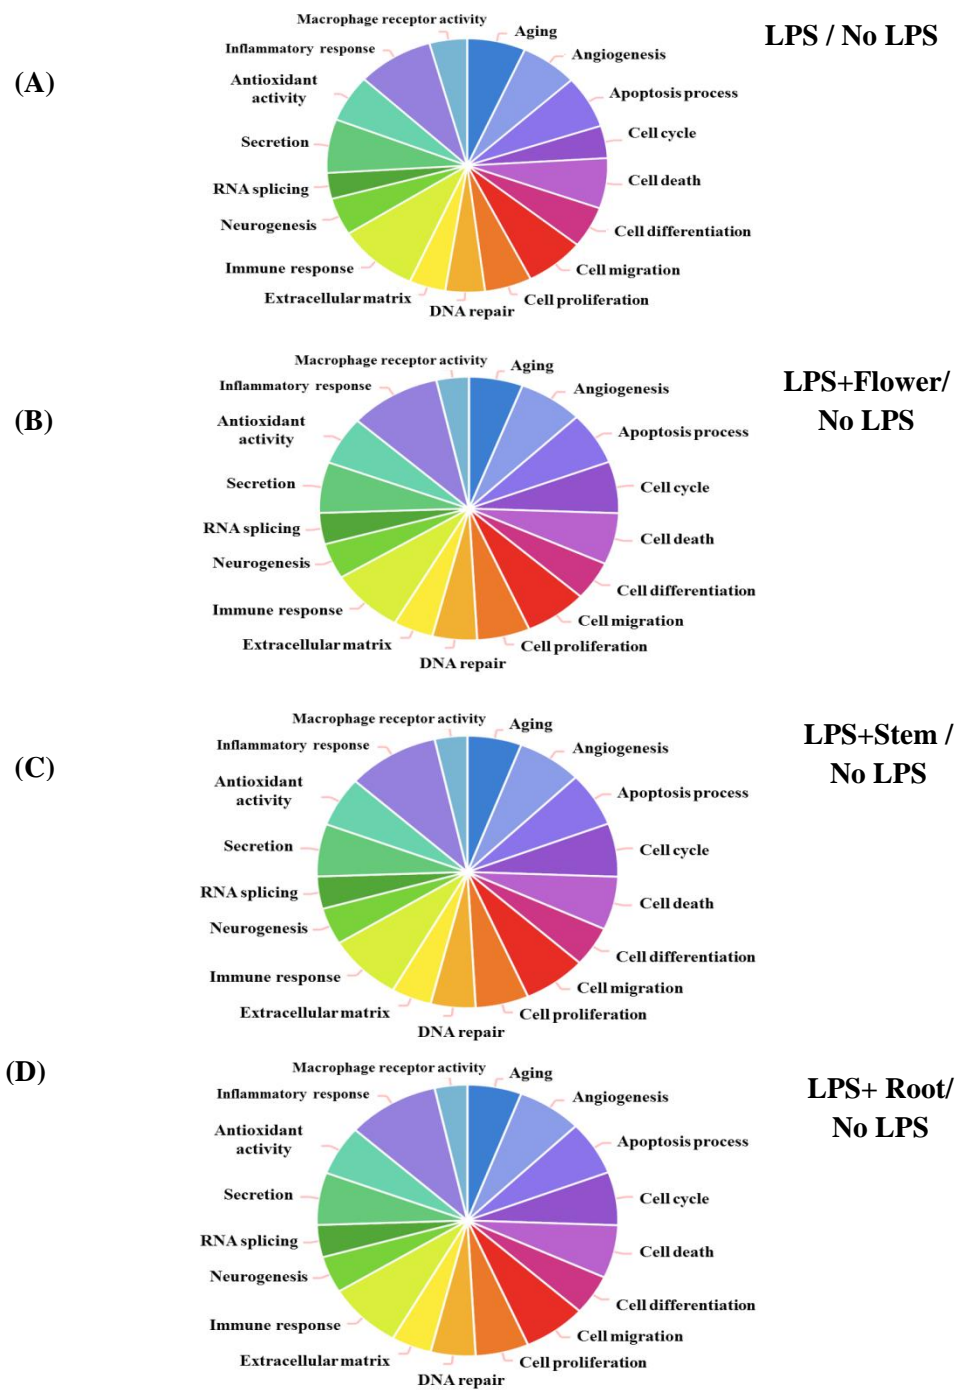 (A)
LPS / No LPS
Macrophage receptor activity
Aging
Angiogenesis
Apoptosis process
Cell cycle
Cell death
Cell differentiation
Cell migration
Cell proliferation
DNA repair
Extracellular matrix
Immune response
Neurogenesis
RNA splicing
Secretion
Antioxidant
activity
Inflammatory response
(B)
LPS+Flower/
No LPS
Macrophage receptor activity
Aging
Angiogenesis
Apoptosis process
Cell cycle
Cell death
Cell differentiation
Cell migration
Cell proliferation
DNA repair
Extracellular matrix
Immune response
Neurogenesis
RNA splicing
Secretion
Antioxidant
activity
Inflammatory response
(C)
LPS+Stem /
No LPS
Macrophage receptor activity
Aging
Angiogenesis
Apoptosis process
Cell cycle
Cell death
Cell differentiation
Cell migration
Cell proliferation
DNA repair
Extracellular matrix
Immune response
Neurogenesis
RNA splicing
Secretion
Antioxidant
activity
Inflammatory response
(D)
LPS+ Root/
No LPS
Macrophage receptor activity
Aging
Angiogenesis
Apoptosis process
Cell cycle
Cell death
Cell differentiation
Cell migration
Cell proliferation
DNA repair
Extracellular matrix
Immune response
Neurogenesis
RNA splicing
Secretion
Antioxidant
activity
Inflammatory response